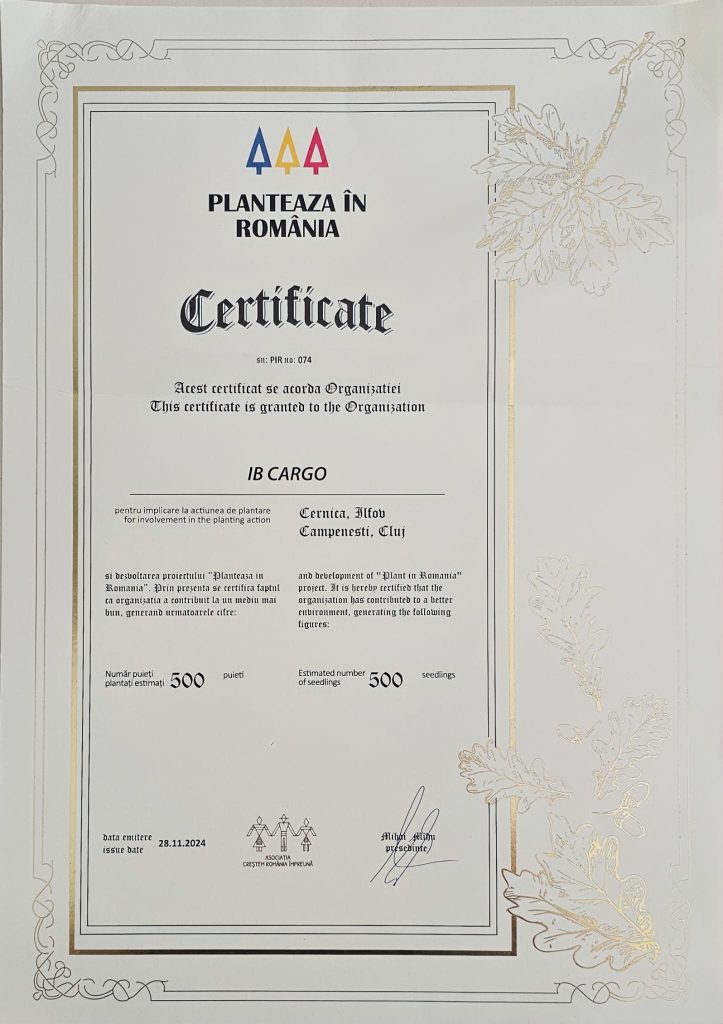 PLANTEAZA ÎN
ROMÂNIA
Certificate
sn: PIR no: 074
Acest certificat se acorda Organizatiei
This certificate is granted to the Organization
IB CARGO
pentru implicare la actiunea de plantare
for involvement in the planting action
Cernica, Ilfov
Campenesti, Cluj
si dezvoltarea proiectului "Planteaza in
Romania". Prin prezenta se certifica faptul
ca organizatia a contribuit la un mediu mai
bun, generand urmatoarele cifre:
and development of "Plant in Romania"
project. It is hereby certified that the
organization has contributed to a better
environment, generating the following
figures:
Număr puieți
plantați estimați 500 puieti
Estimated number
of seedlings 500 seedlings
data emitere
issue date 28.11.2024
ASOCIAȚIA
CREȘTEM ROMÂNIA ÎMPREUNĂ
Mihai Midu
presedinte